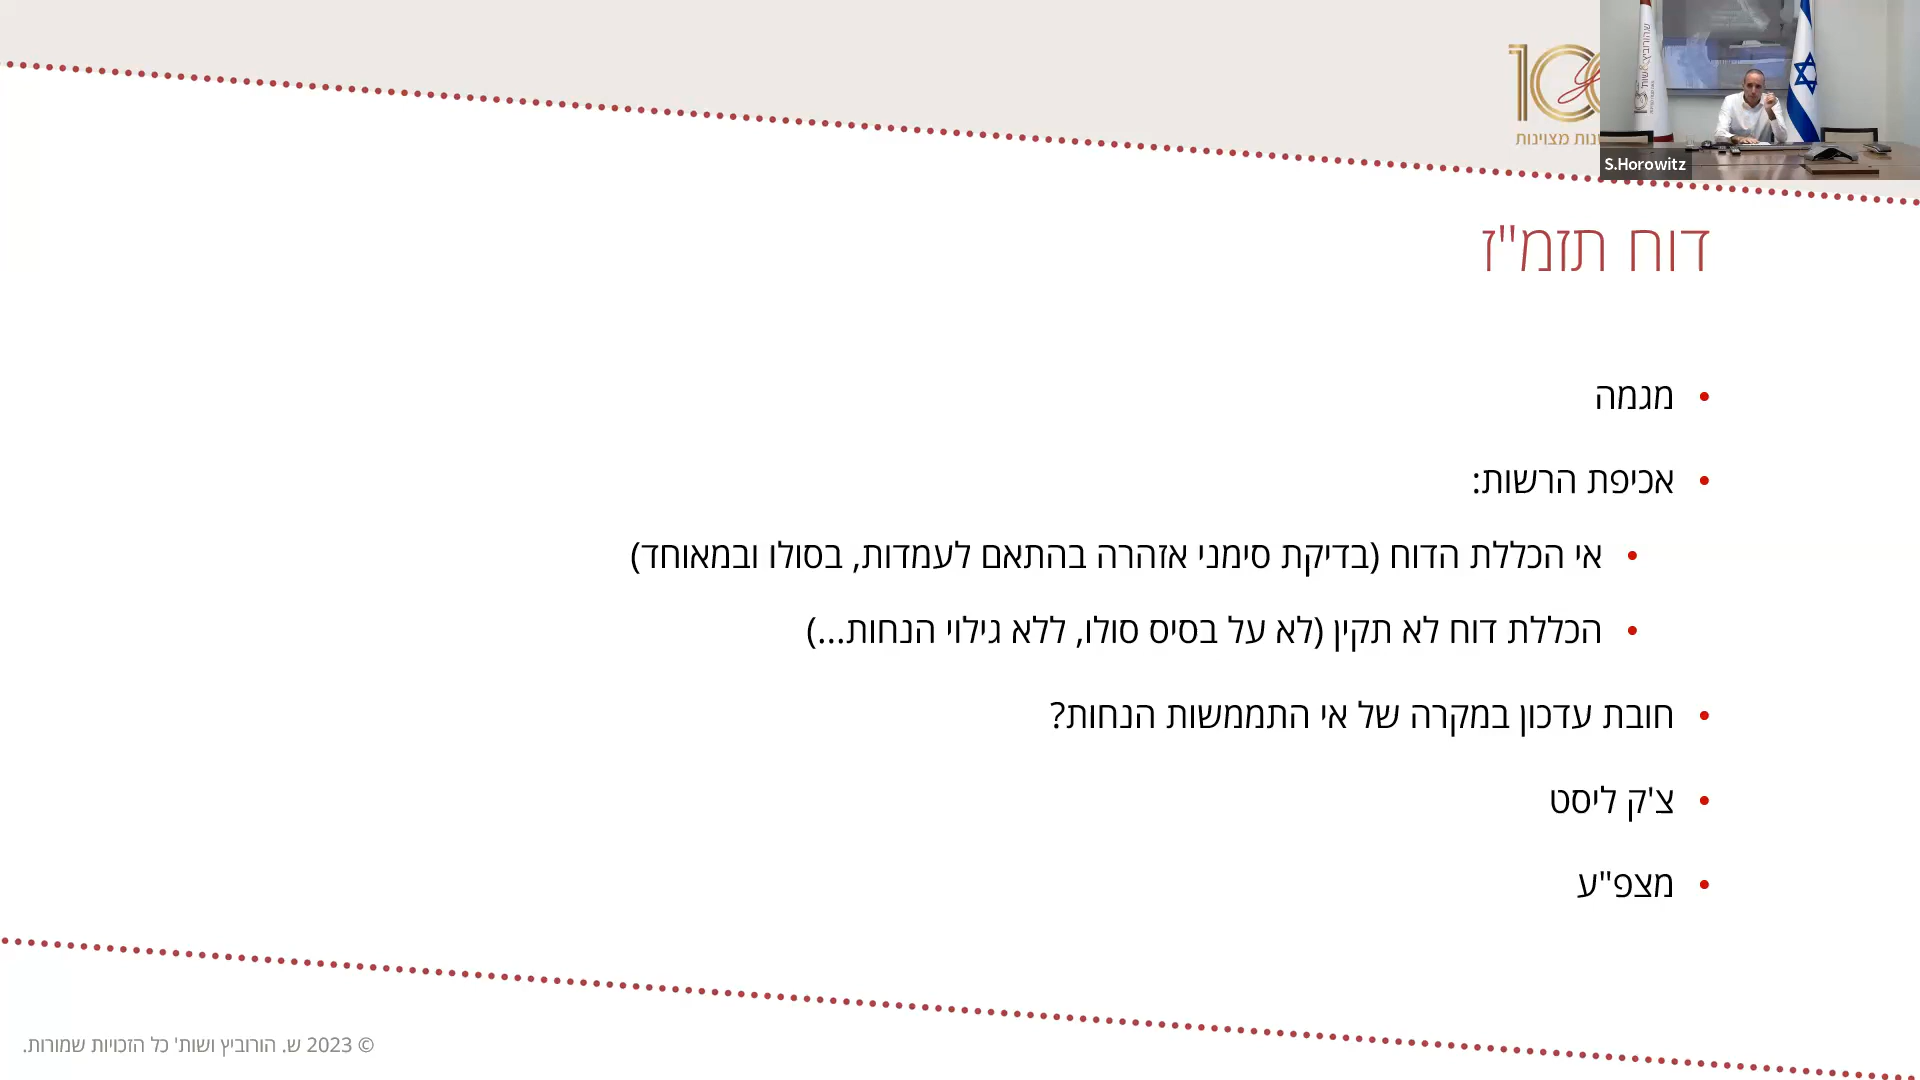 שנות מצוינות
S.Horowitz
דוח תזמ"ז
• מגמה
• אכיפת הרשות:
• אי הכללת הדוח (בדיקת סימני אזהרה בהתאם לעמדות, בסולו ובמאוחד)
• הכללת דוח לא תקין (לא על בסיס סולו, ללא גילוי הנחות...)
• חובת עדכון במקרה של אי התממשות הנחות?
• צ'ק ליסט
• מצפ"ע
© 2023 ש. הורוביץ ושות' כל הזכויות שמורות.